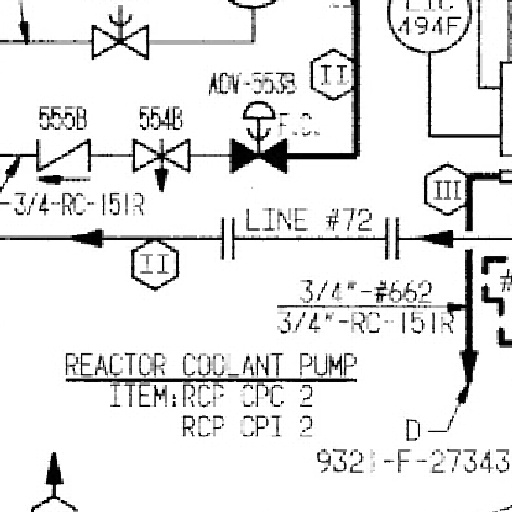 494F
II
AOV-553B
555B
554B
F.C.
III
-3/4-RC-151R
LINE #72
II
3/4"-#662
3/4"-RC-151R
#
REACTOR COOLANT PUMP
ITEM:RCP CPC 2
RCP CPI 2
D
-F-27343